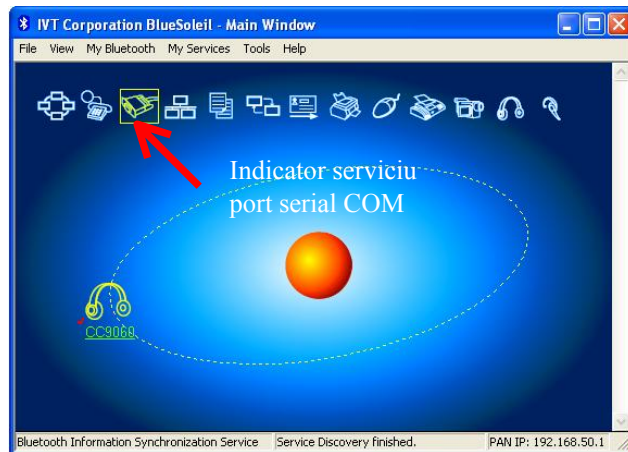 IVT Corporation BlueSoleil - Main Window
File View My Bluetooth My Services Tools Help
Indicator serviciu
port serial COM
CC9060
Bluetooth Information Synchronization Service Service Discovery finished. PAN IP: 192.168.50.1